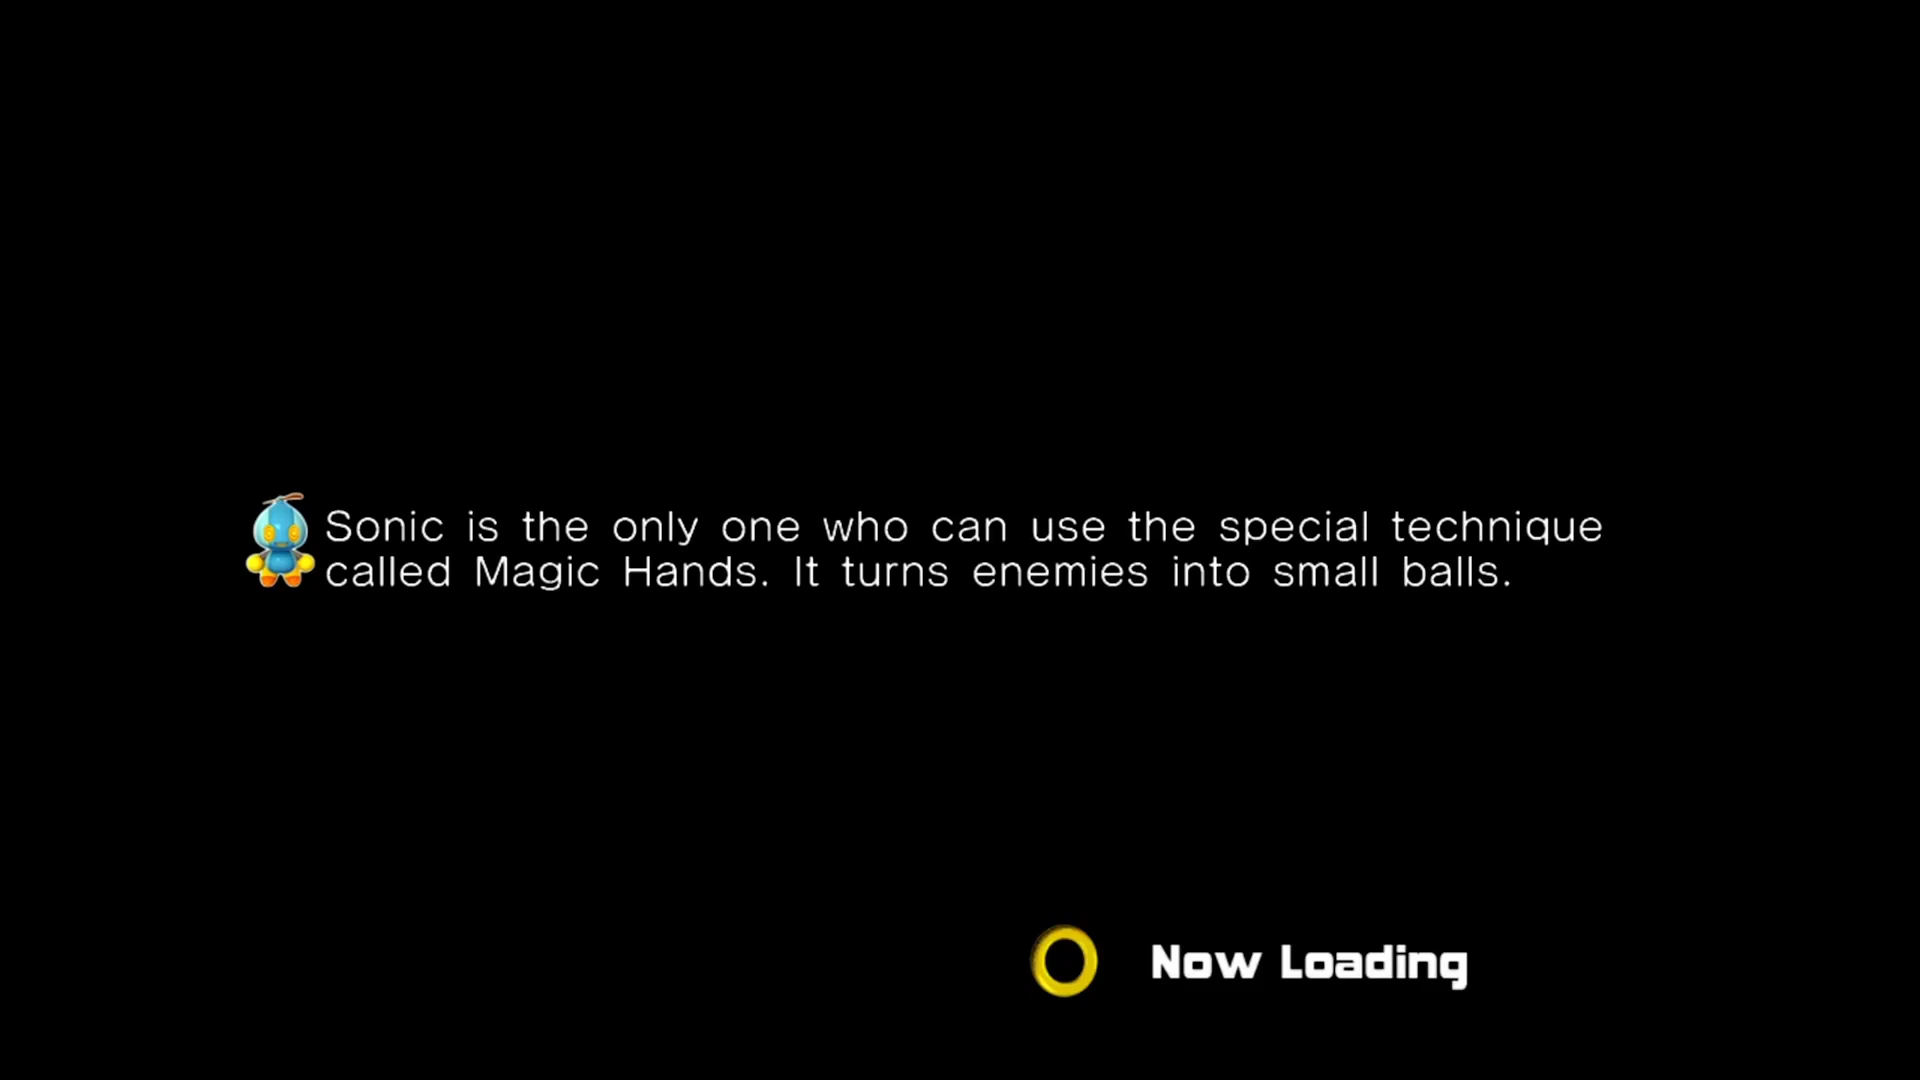 Sonic is the only one who can use the special technique
called Magic Hands. It turns enemies into small balls.
Now Loading